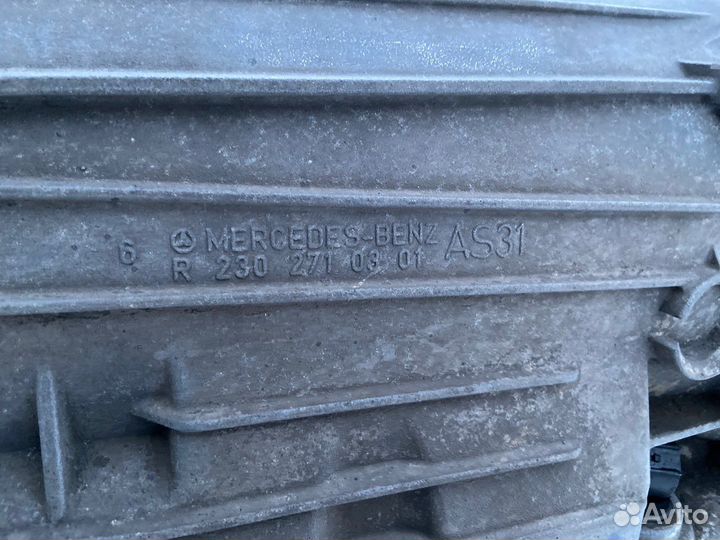 6 MERCEDES-BENZ AS31
R 230 271 03 01
Avito